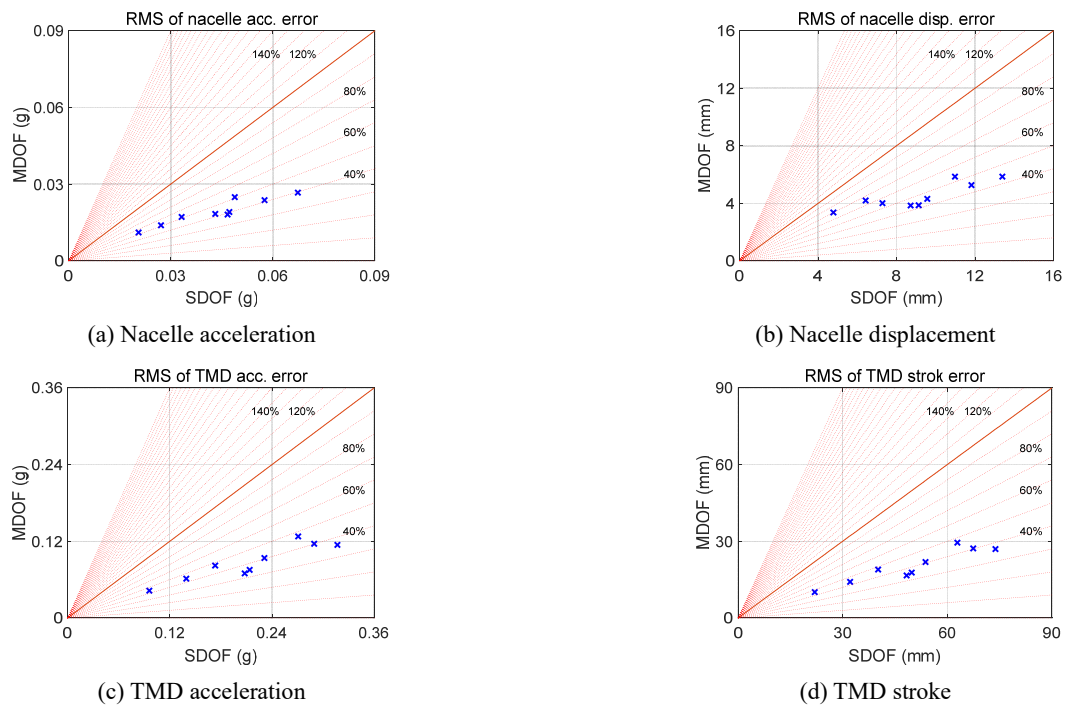 RMS of nacelle acc. error
0.09
0.06
0.03
0
MDOF (g)
140% 120%
80%
60%
40%
0 0.03 0.06 0.09
SDOF (g)
(a) Nacelle acceleration
RMS of nacelle disp. error
16
12
8
4
0
MDOF (mm)
140% 120%
80%
60%
40%
0 4 8 12 16
SDOF (mm)
(b) Nacelle displacement
RMS of TMD acc. error
0.36
0.24
0.12
0
MDOF (g)
140% 120%
80%
60%
40%
0 0.12 0.24 0.36
SDOF (g)
(c) TMD acceleration
RMS of TMD strok error
90
60
30
0
MDOF (mm)
140% 120%
80%
60%
40%
0 30 60 90
SDOF (mm)
(d) TMD stroke